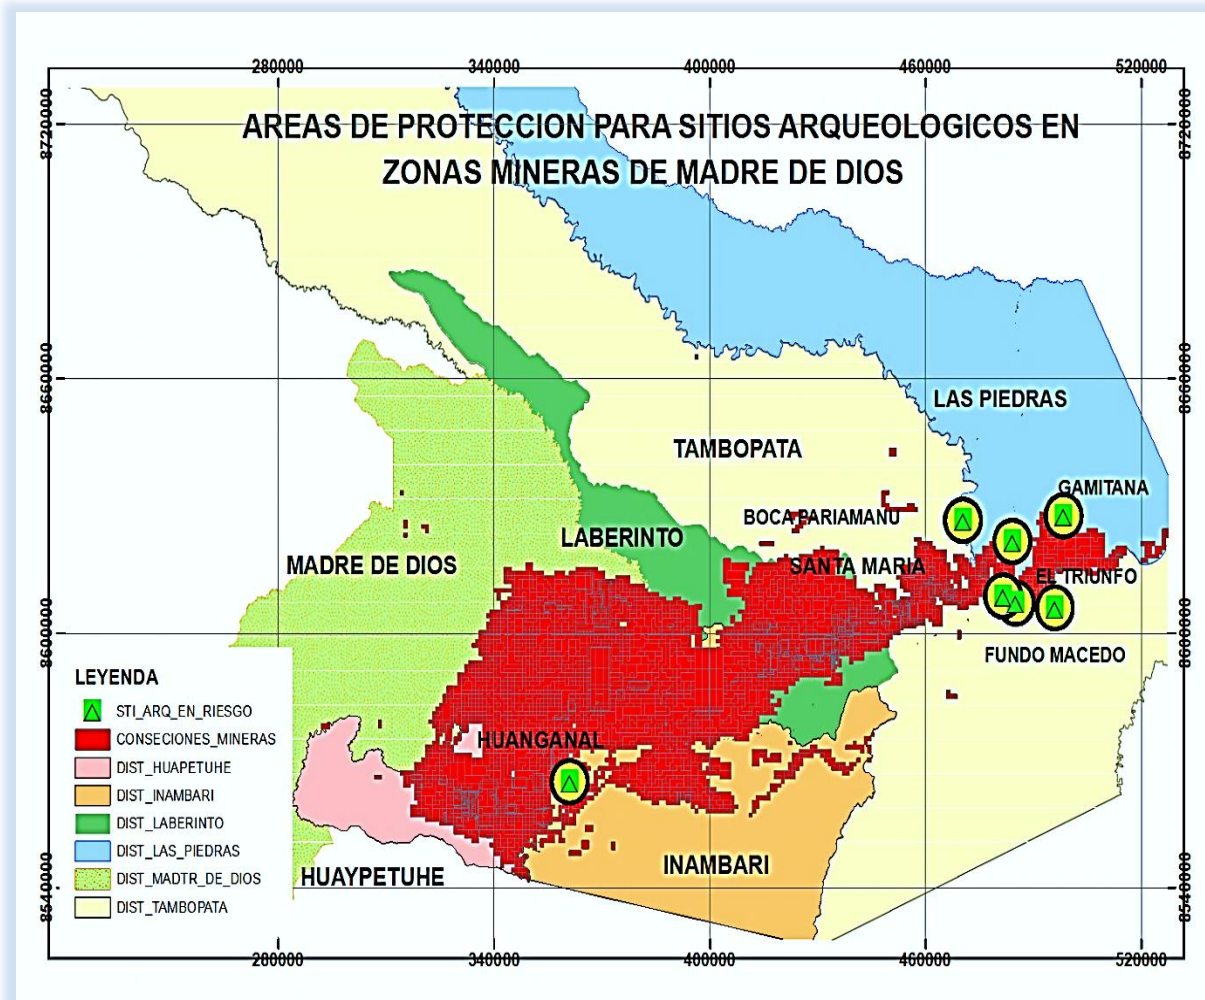 280000 340000 400000 460000 520000
AREAS DE PROTECCION PARA SITIOS ARQUEOLOGICOS EN
ZONAS MINERAS DE MADRE DE DIOS
8720000 8720000
8660000 8660000
LAS PIEDRAS
TAMBOPATA
GAMITANA
BOCA PARIAMANU
LABERINTO
MADRE DE DIOS
SANTA MARIA
EL TRIUNFO
8600000 8600000
FUNDO MACEDO
LEYENDA
STI_ARQ_EN_RIESGO
CONSECIONES_MINERAS
DIST_HUAPETUHE
DIST_INAMBARI
DIST_LABERINTO
DIST_LAS_PIEDRAS
DIST_MADTR_DE_DIOS
DIST_TAMBOPATA
HUANGANAL
INAMBARI
HUAYPETUHE
8540000 8540000
280000 340000 400000 460000 520000